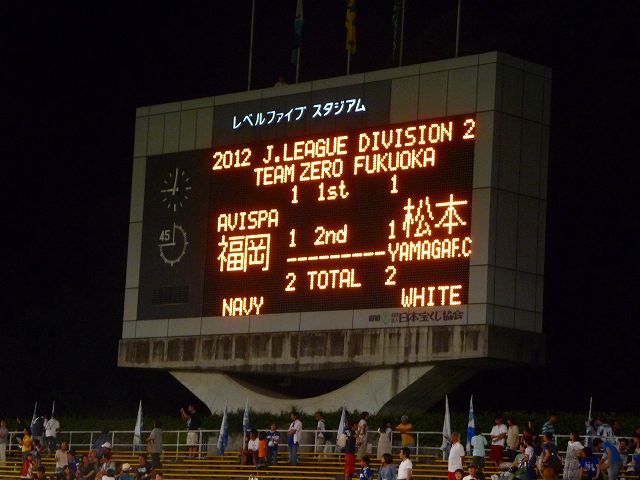 レベルファイブ スタジアム
2012 J.LEAGUE DIVISION 2
TEAM ZERO FUKUOKA
1 1st 1
AVISPA
福岡
松本
1 2nd 1
YAMAGAF.C
2 TOTAL 2
NAVY
WHITE
45
日本宝くじ協会